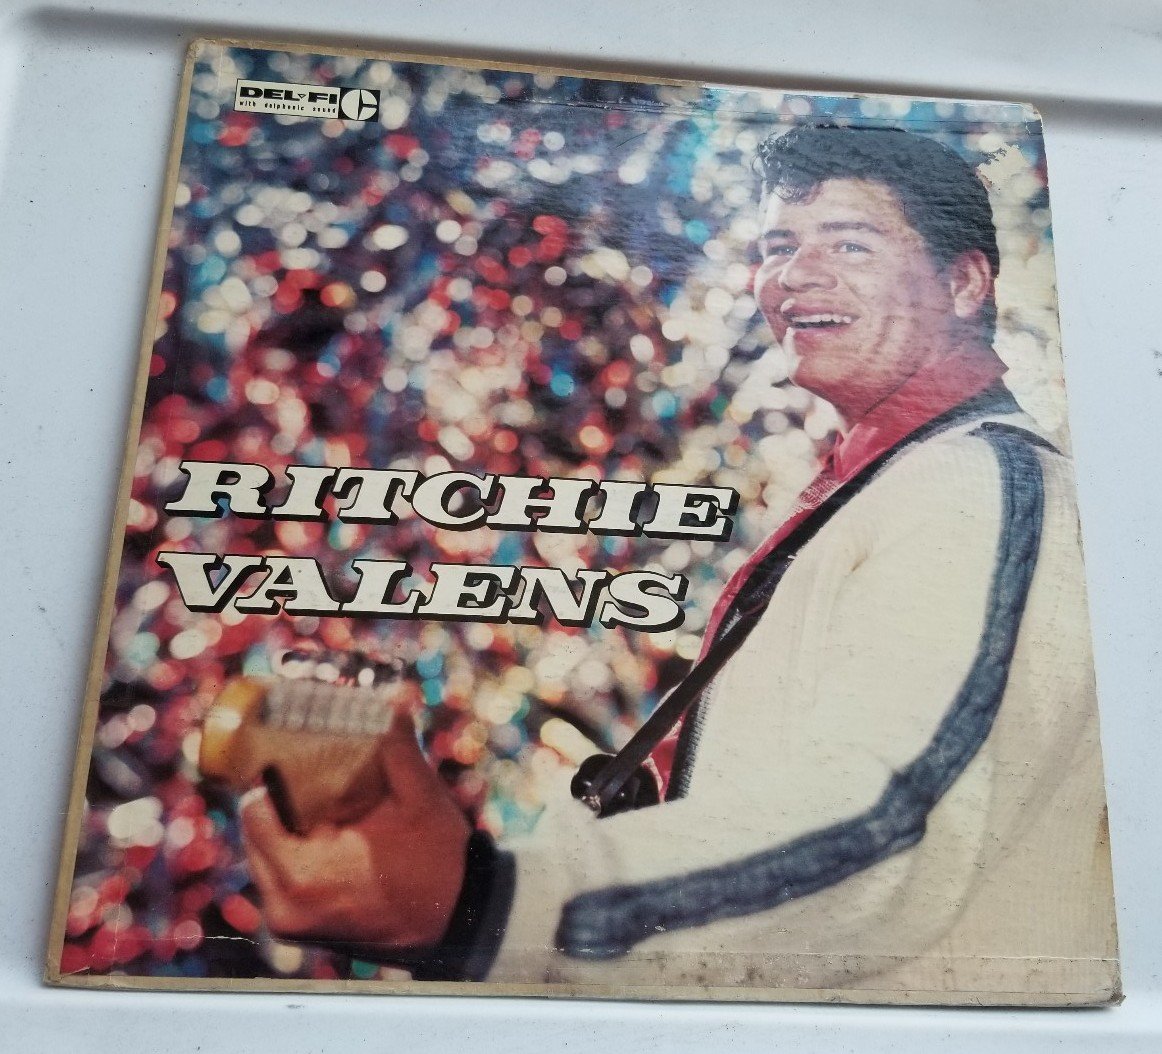 DEL-FI
with delphonic sound
RITCHIE
VALENS